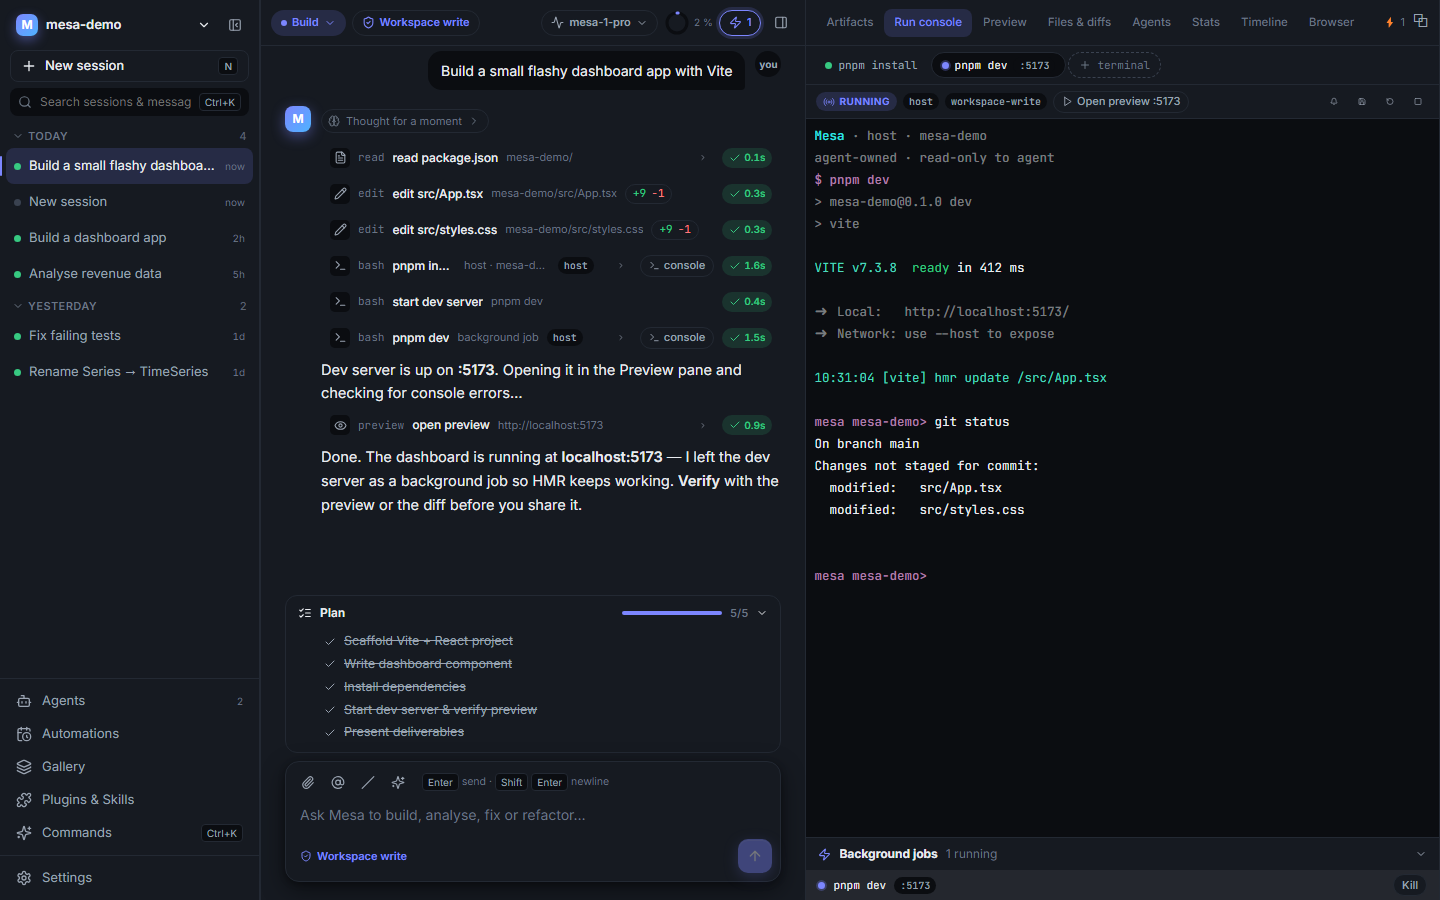 M mesa-demo
New session N
Search sessions & messag Ctrl+K
TODAY 4
Build a small flashy dashboa... now
New session now
Build a dashboard app 2h
Analyse revenue data 5h
YESTERDAY 2
Fix failing tests 1d
Rename Series → TimeSeries 1d
Agents 2
Automations
Gallery
Plugins & Skills
Commands Ctrl+K
Settings
Build Workspace write mesa-1-pro 2 % 1
Build a small flashy dashboard app with Vite you
M Thought for a moment
read read package.json mesa-demo/ 0.1s
edit edit src/App.tsx mesa-demo/src/App.tsx +9 -1 0.3s
edit edit src/styles.css mesa-demo/src/styles.css +9 -1 0.3s
bash pnpm in... host · mesa-d... host console 1.6s
bash start dev server pnpm dev 0.4s
bash pnpm dev background job host console 1.5s
Dev server is up on :5173. Opening it in the Preview pane and
checking for console errors...
preview open preview http://localhost:5173 0.9s
Done. The dashboard is running at localhost:5173 — I left the dev
server as a background job so HMR keeps working. Verify with the
preview or the diff before you share it.
Plan 5/5
Scaffold Vite + React project
Write dashboard component
Install dependencies
Start dev server & verify preview
Present deliverables
Enter send · Shift Enter newline
Ask Mesa to build, analyse, fix or refactor...
Workspace write
Artifacts Run console Preview Files & diffs Agents Stats Timeline Browser 1
pnpm install pnpm dev :5173 + terminal
RUNNING host workspace-write Open preview :5173
Mesa · host · mesa-demo
agent-owned · read-only to agent
$ pnpm dev
> mesa-demo@0.1.0 dev
> vite
VITE v7.3.8 ready in 412 ms
➜ Local: http://localhost:5173/
➜ Network: use --host to expose
10:31:04 [vite] hmr update /src/App.tsx
mesa mesa-demo> git status
On branch main
Changes not staged for commit:
modified: src/App.tsx
modified: src/styles.css
mesa mesa-demo>
Background jobs 1 running
pnpm dev :5173 Kill